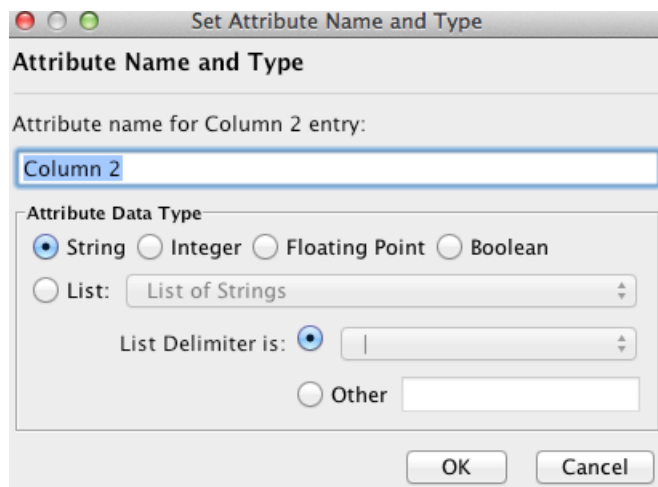 Set Attribute Name and Type
Attribute Name and Type
Attribute name for Column 2 entry:
Column 2
Attribute Data Type
String Integer Floating Point Boolean
List: List of Strings
List Delimiter is: |
Other
OK Cancel